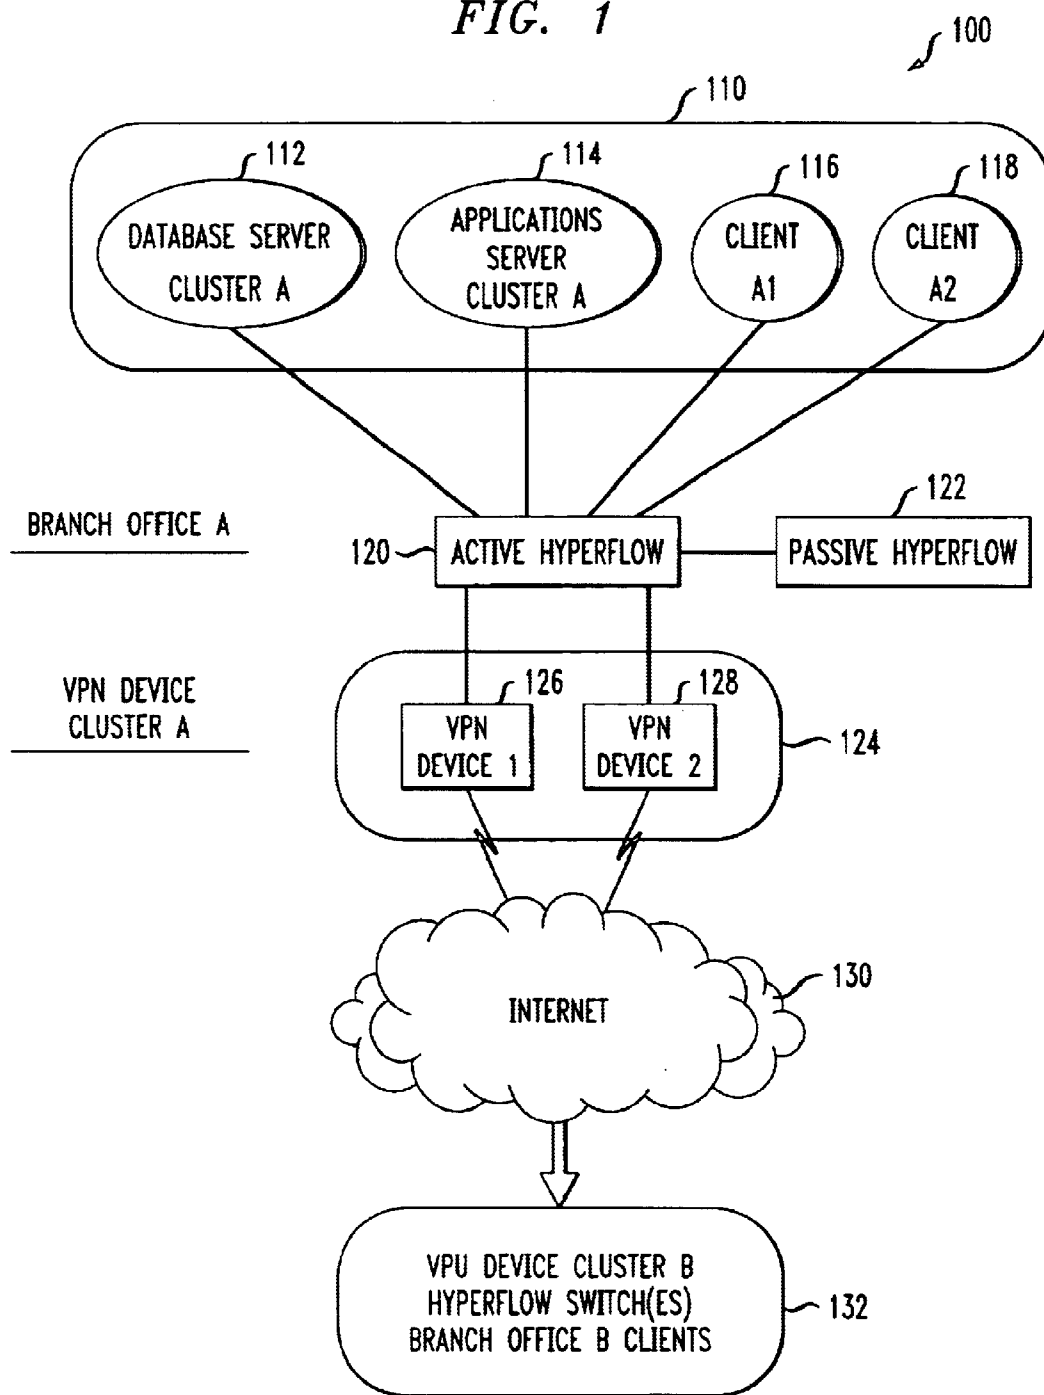 FIG. 1
100
110
112
114
116
118
DATABASE SERVER
CLUSTER A
APPLICATIONS
SERVER
CLUSTER A
CLIENT
A1
CLIENT
A2
BRANCH OFFICE A
120
ACTIVE HYPERFLOW
122
PASSIVE HYPERFLOW
VPN DEVICE
CLUSTER A
126
128
VPN
DEVICE 1
VPN
DEVICE 2
124
130
INTERNET
VPU DEVICE CLUSTER B
HYPERFLOW SWITCH(ES)
BRANCH OFFICE B CLIENTS
132